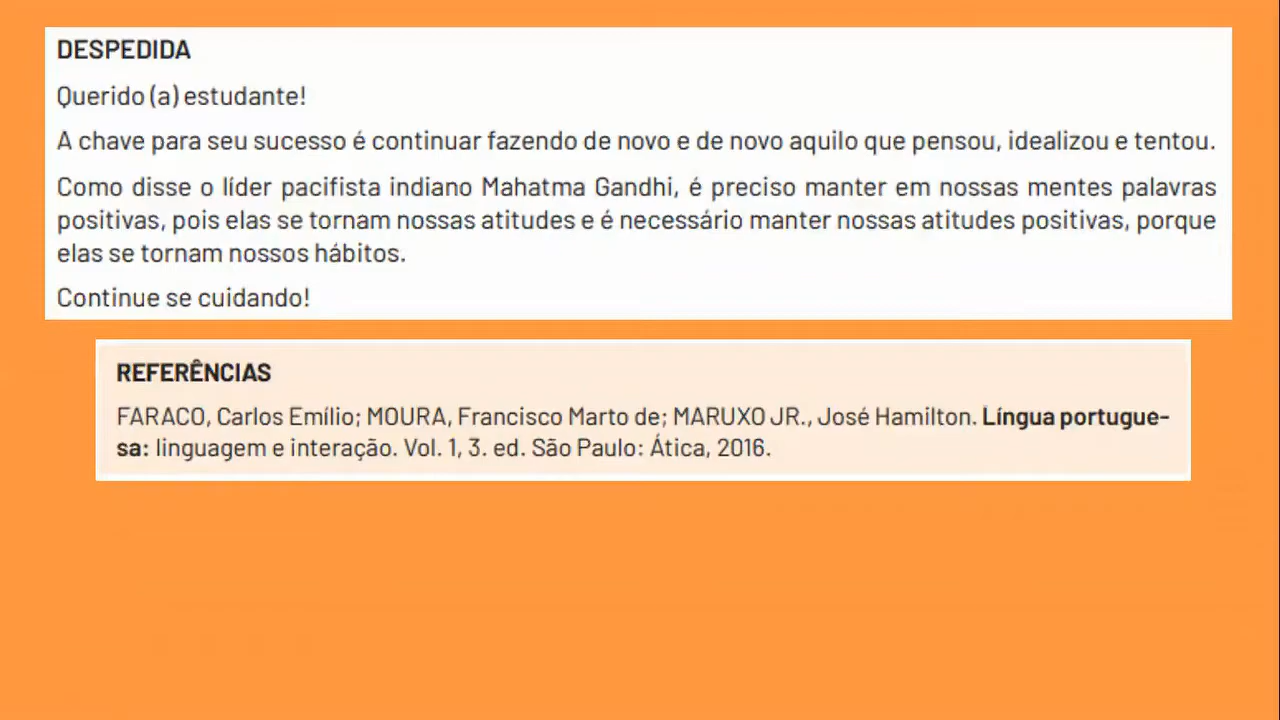 DESPEDIDA
Querido (a) estudante!
A chave para seu sucesso é continuar fazendo de novo e de novo aquilo que pensou, idealizou e tentou.
Como disse o líder pacifista indiano Mahatma Gandhi, é preciso manter em nossas mentes palavras
positivas, pois elas se tornam nossas atitudes e é necessário manter nossas atitudes positivas, porque
elas se tornam nossos hábitos.
Continue se cuidando!
REFERÊNCIAS
FARACO, Carlos Emílio; MOURA, Francisco Marto de; MARUXO JR., José Hamilton. Língua portugue-
sa: linguagem e interação. Vol. 1, 3. ed. São Paulo: Ática, 2016.